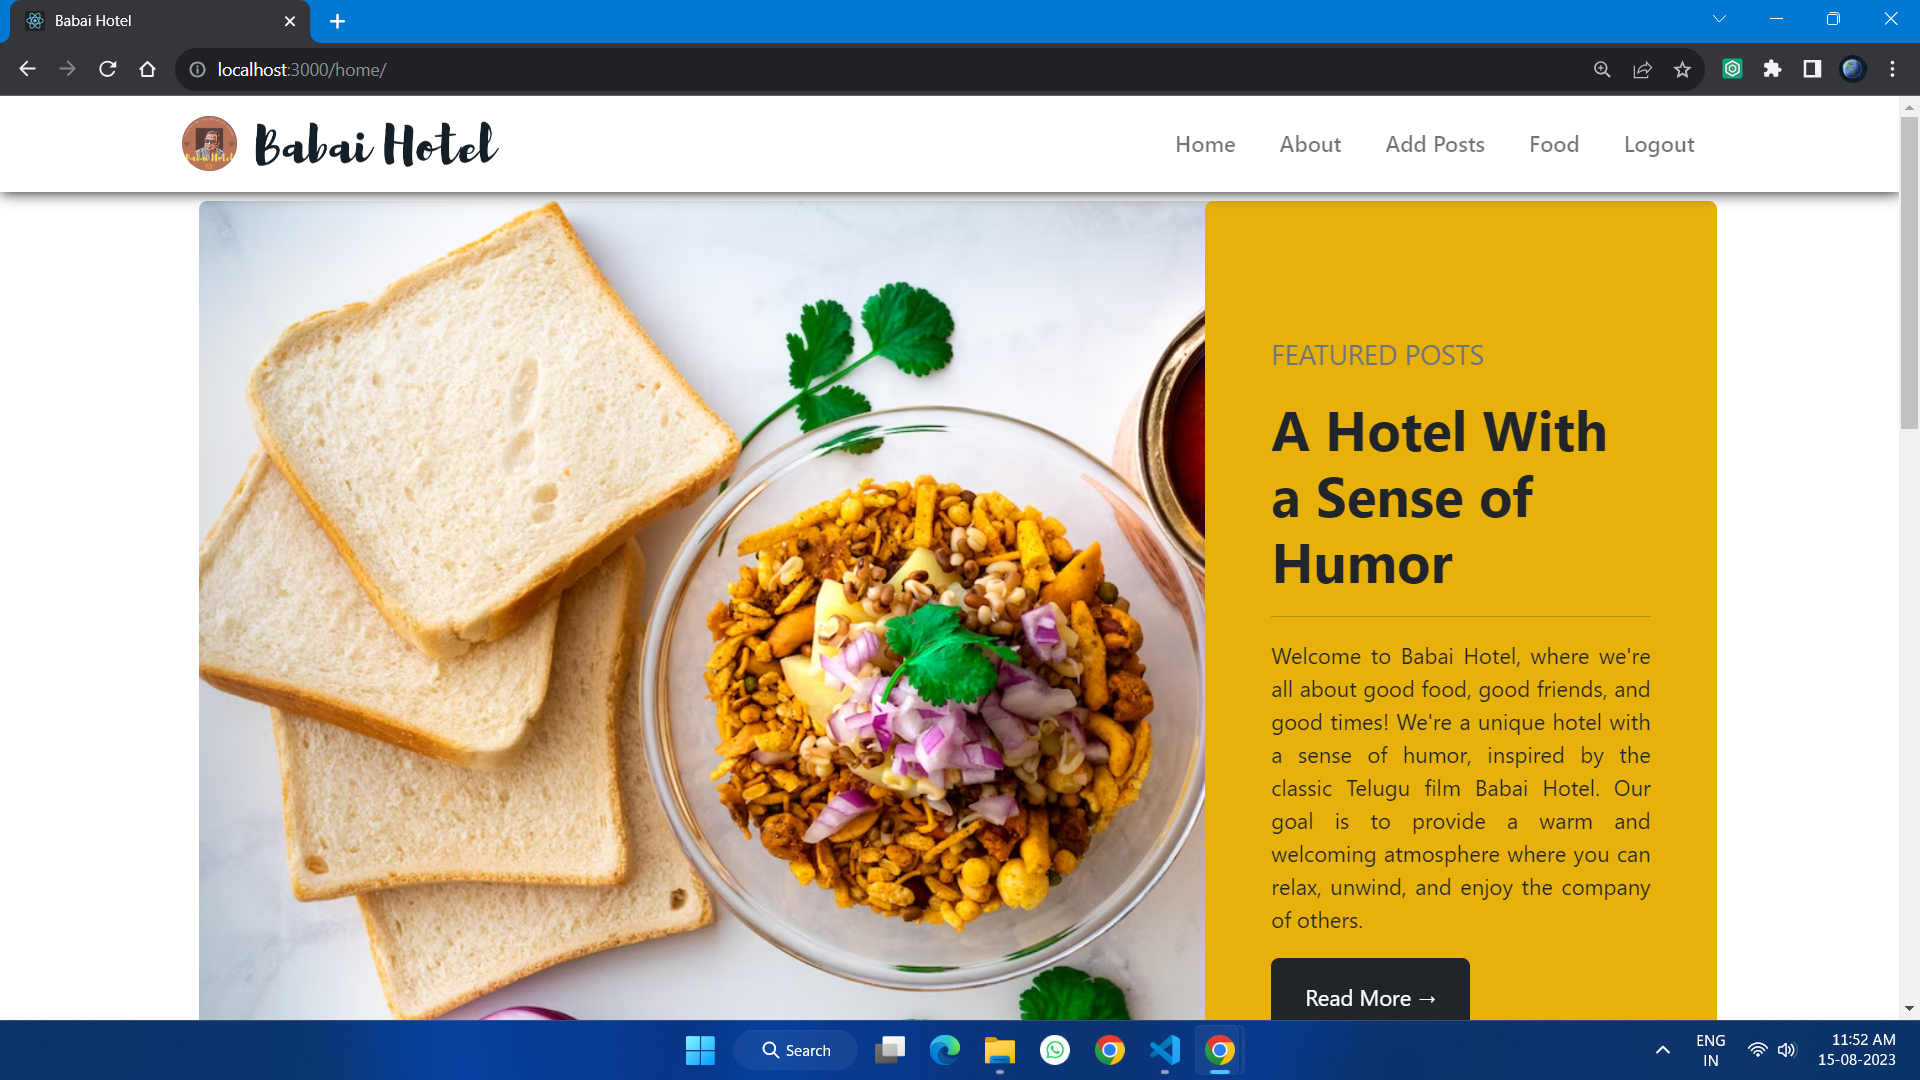 Babai Hotel
localhost:3000/home/
Babai Hotel
Home
About
Add Posts
Food
Logout
FEATURED POSTS
A Hotel With
a Sense of
Humor
Welcome to Babai Hotel, where we're
all about good food, good friends, and
good times! We're a unique hotel with
a sense of humor, inspired by the
classic Telugu film Babai Hotel. Our
goal is to provide a warm and
welcoming atmosphere where you can
relax, unwind, and enjoy the company
of others.
Read More →
Search
ENG
IN
11:52 AM
15-08-2023